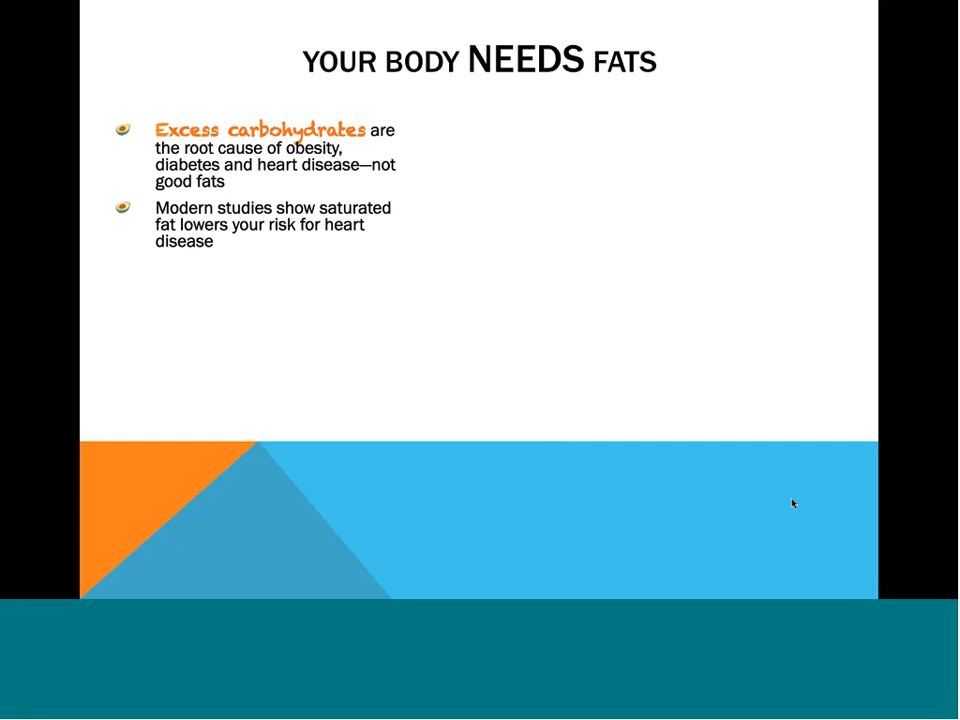 YOUR BODY NEEDS FATS
Excess carbohydrates are
the root cause of obesity,
diabetes and heart disease—not
good fats
Modern studies show saturated
fat lowers your risk for heart
disease